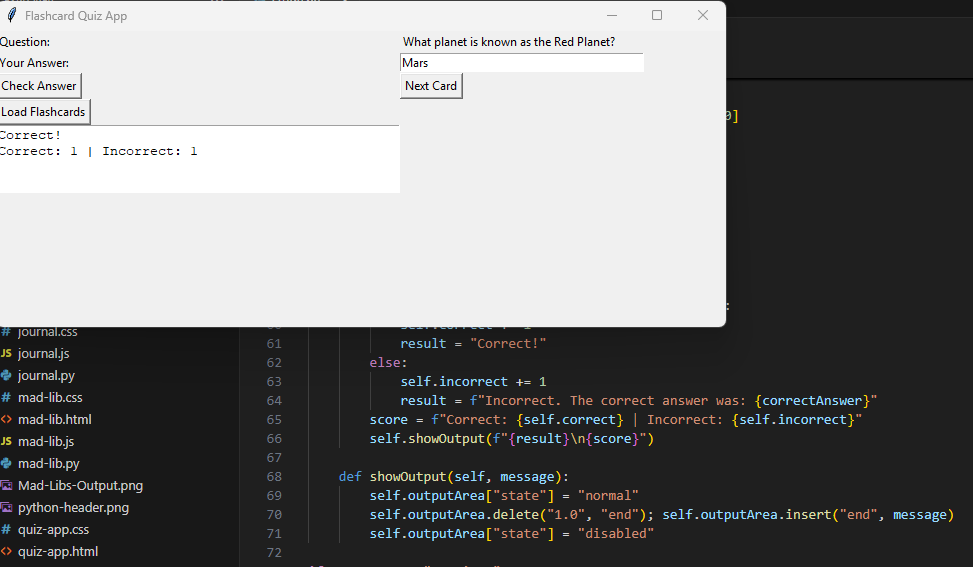 Flashcard Quiz App
Question:
What planet is known as the Red Planet?
Your Answer:
Mars
Check Answer
Next Card
Load Flashcards
Correct!
Correct: 1 | Incorrect: 1
]
:
journal.css
journal.js
journal.py
mad-lib.css
mad-lib.html
mad-lib.js
mad-lib.py
Mad-Libs-Output.png
python-header.png
quiz-app.css
quiz-app.html
61 result = "Correct!"
62 else:
63 self.incorrect += 1
64 result = f"Incorrect. The correct answer was: {correctAnswer}"
65 score = f"Correct: {self.correct} | Incorrect: {self.incorrect}"
66 self.showOutput(f"{result}\n{score}")
67
68 def showOutput(self, message):
69 self.outputArea["state"] = "normal"
70 self.outputArea.delete("1.0", "end"); self.outputArea.insert("end", message)
71 self.outputArea["state"] = "disabled"
72